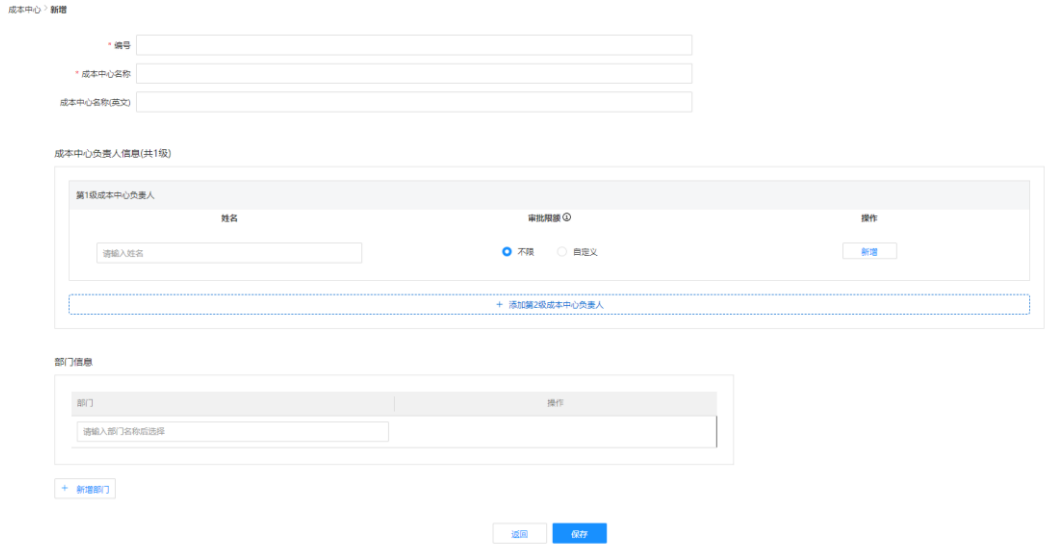 成本中心 > 新增
* 编号
* 成本中心名称
成本中心名称(英文)
成本中心负责人信息(共1级)
第1级成本中心负责人
姓名 审批限额 操作
请输入姓名 不限 自定义 新增
+ 添加第2级成本中心负责人
部门信息
部门 操作
请输入部门名称后选择
+ 新增部门
返回 保存